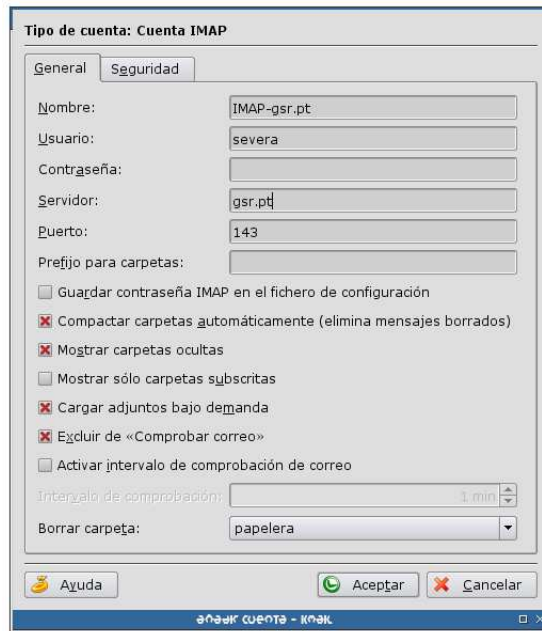 Tipo de cuenta: Cuenta IMAP
General Seguridad
Nombre: IMAP-gsr.pt
Usuario: severa
Contraseña:
Servidor: gsr.pt
Puerto: 143
Prefijo para carpetas:
Guardar contraseña IMAP en el fichero de configuración
Compactar carpetas automáticamente (elimina mensajes borrados)
Mostrar carpetas ocultas
Mostrar sólo carpetas subscritas
Cargar adjuntos bajo demanda
Excluir de «Comprobar correo»
Activar intervalo de comprobación de correo
Intervalo de comprobación: 1 min
Borrar carpeta: papelera
Ayuda Aceptar Cancelar
añadir cuenta - kmail